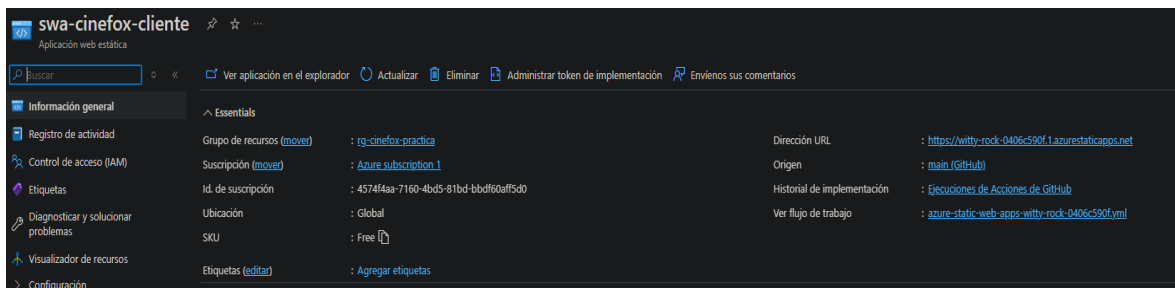 swa-cinefox-cliente
Aplicación web estática
Buscar
Ver aplicación en el explorador Actualizar Eliminar Administrar token de implementación Envíenos sus comentarios
Información general
Registro de actividad
Control de acceso (IAM)
Etiquetas
Diagnosticar y solucionar
problemas
Visualizador de recursos
Configuración
Essentials
Grupo de recursos (mover) : rg-cinefox-practica
Suscripción (mover) : Azure subscription 1
Id. de suscripción : 4574f4aa-7160-4bd5-81bd-bbdf60aff5d0
Ubicación : Global
SKU : Free
Etiquetas (editar) : Agregar etiquetas
Dirección URL : https://witty-rock-0406c590f.1.azurestaticapps.net
Origen : main (GitHub)
Historial de implementación : Ejecuciones de Acciones de GitHub
Ver flujo de trabajo : azure-static-web-apps-witty-rock-0406c590f.yml